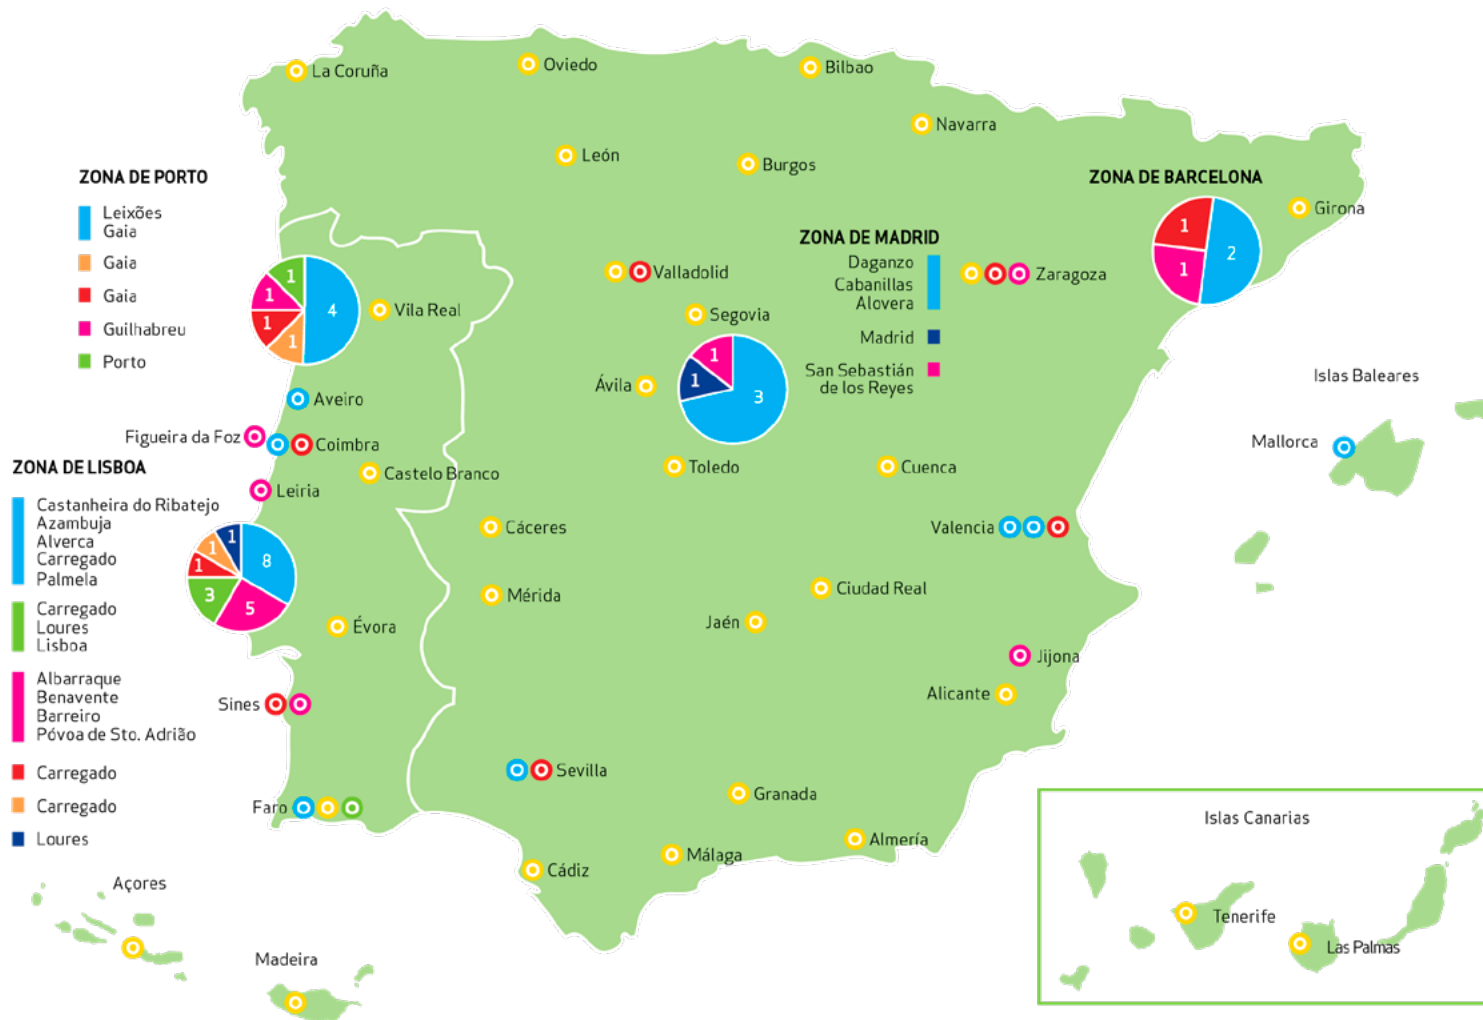 La Coruña
Oviedo
Bilbao
Navarra
León
Burgos
ZONA DE PORTO
Leixões
Gaia
Gaia
Gaia
Guilhabreu
Porto
1
1
4
1
1
Vila Real
ZONA DE BARCELONA
1
2
1
Girona
ZONA DE MADRID
Daganzo
Cabanillas
Alovera
Madrid
San Sebastián
de los Reyes
Valladolid
Zaragoza
Segovia
Ávila
1
1
3
Islas Baleares
Mallorca
Aveiro
Figueira da Foz
Coimbra
Castelo Branco
Leiria
Toledo
Cuenca
ZONA DE LISBOA
Castanheira do Ribatejo
Azambuja
Alverca
Carregado
Palmela
Carregado
Loures
Lisboa
Albarraque
Benavente
Barreiro
Póvoa de Sto. Adrião
Carregado
Carregado
Loures
1
1
8
1
3
5
Cáceres
Valencia
Mérida
Ciudad Real
Jaén
Évora
Jijona
Alicante
Sines
Sevilla
Granada
Faro
Almería
Málaga
Cádiz
Açores
Madeira
Islas Canarias
Tenerife
Las Palmas